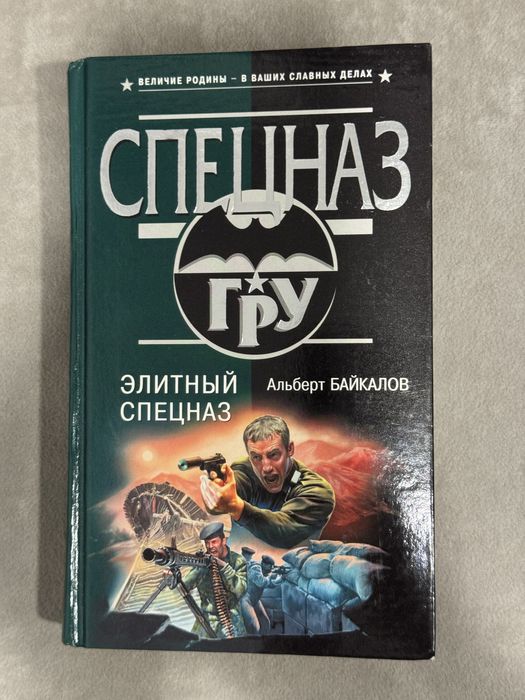 ВЕЛИЧИЕ РОДИНЫ – В ВАШИХ СЛАВНЫХ ДЕЛАХ
СПЕЦНАЗ
ГРУ
ЭЛИТНЫЙ СПЕЦНАЗ
Альберт БАЙКАЛОВ